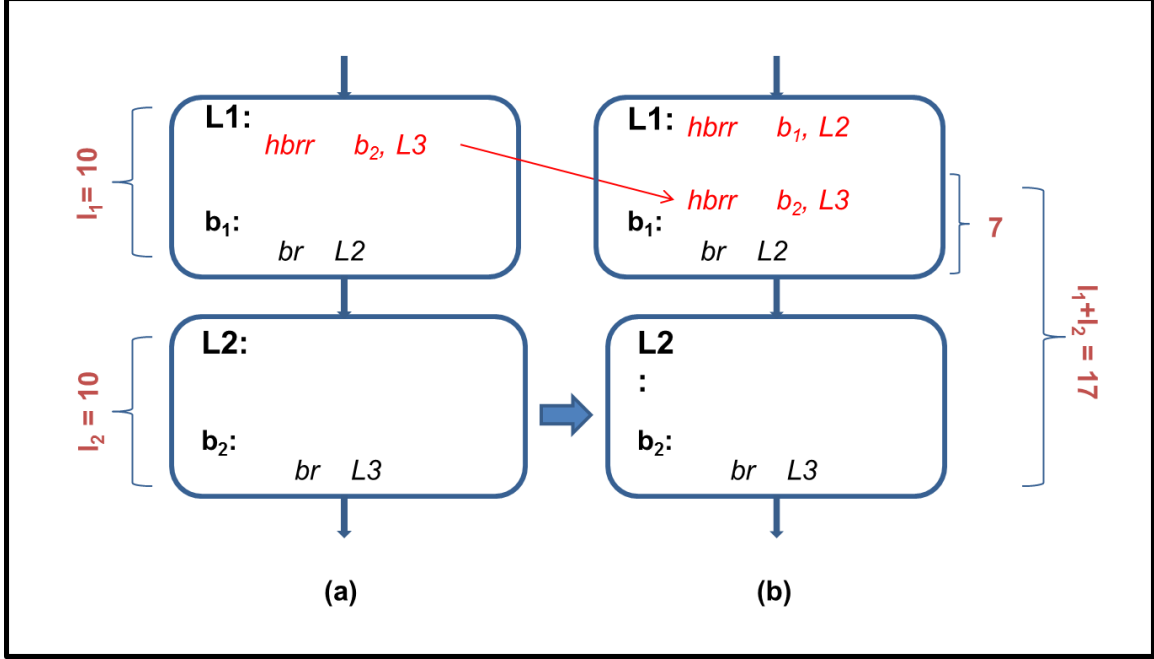 L1:
hbrr b₂, L3
l₁= 10
b₁:
br L2
L2:
l₂ = 10
b₂:
br L3
(a)
L1: hbrr b₁, L2
hbrr b₂, L3
b₁:
br L2
7
L2
:
b₂:
br L3
l₁+l₂ = 17
(b)